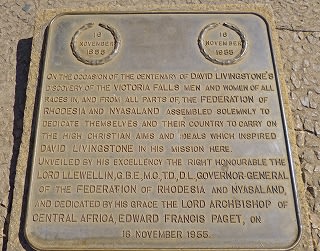 16
NOVEMBER
1855
16
NOVEMBER
1955
ON THE OCCASION OF THE CENTENARY OF DAVID LIVINGSTONE'S
DISCOVERY OF THE VICTORIA FALLS MEN AND WOMEN OF ALL
RACES IN, AND FROM ALL PARTS OF, THE FEDERATION OF
RHODESIA AND NYASALAND ASSEMBLED SOLEMNLY TO
DEDICATE THEMSELVES AND THEIR COUNTRY TO CARRY ON
THE HIGH CHRISTIAN AIMS AND IDEALS WHICH INSPIRED
DAVID LIVINGSTONE IN HIS MISSION HERE.
UNVEILED BY HIS EXCELLENCY THE RIGHT HONOURABLE THE
LORD LLEWELLIN, G.B.E., M.C., T.D., D.L. GOVERNOR-GENERAL
OF THE FEDERATION OF RHODESIA AND NYASALAND,
AND DEDICATED BY HIS GRACE THE LORD ARCHBISHOP OF
CENTRAL AFRICA, EDWARD FRANCIS PAGET, ON
16 NOVEMBER 1955.